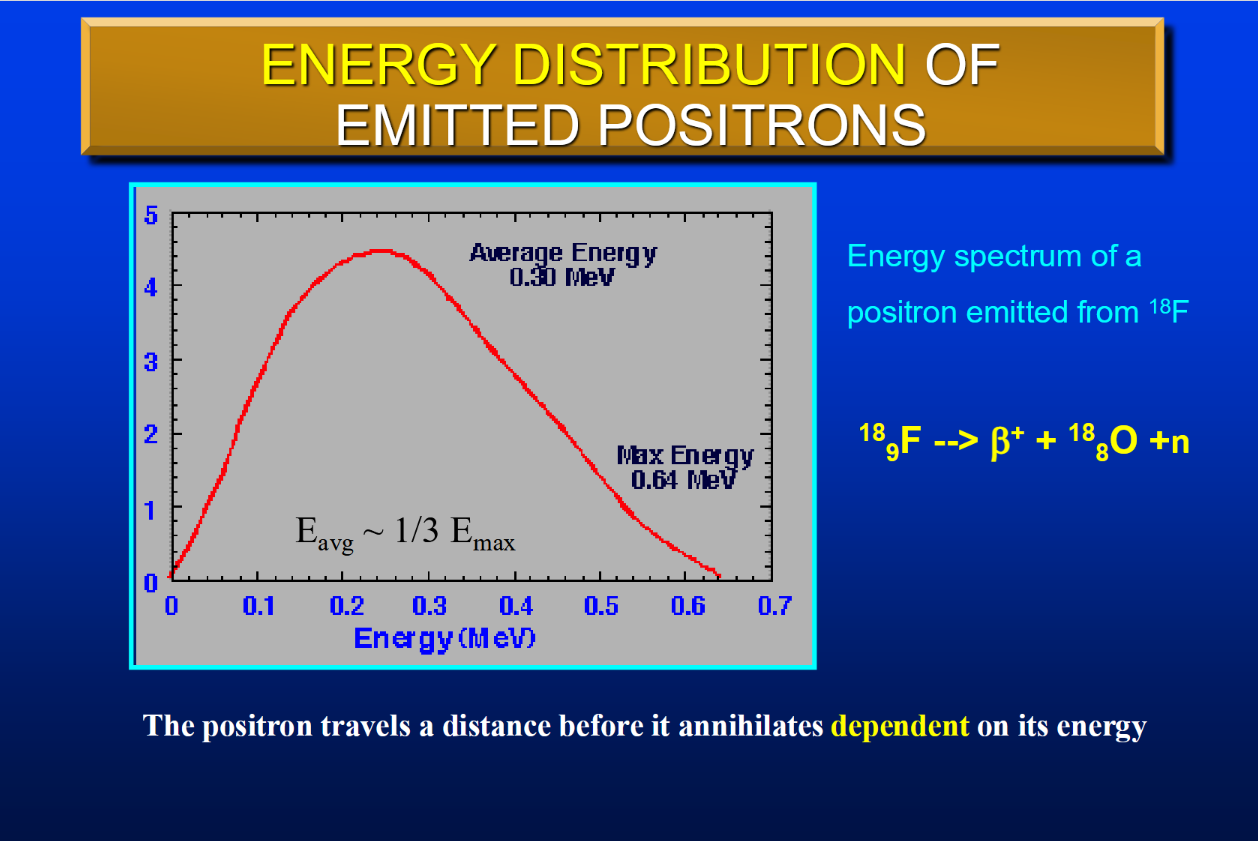 ENERGY DISTRIBUTION OF
EMITTED POSITRONS
5
4
3
2
1
0
Average Energy
0.30 MeV
Max Energy
0.64 MeV
Eavg ~ 1/3 Emax
0 0.1 0.2 0.3 0.4 0.5 0.6 0.7
Energy (MeV)
Energy spectrum of a
positron emitted from ¹⁸F
¹⁸₉F --> β⁺ + ¹⁸₈O +n
The positron travels a distance before it annihilates dependent on its energy